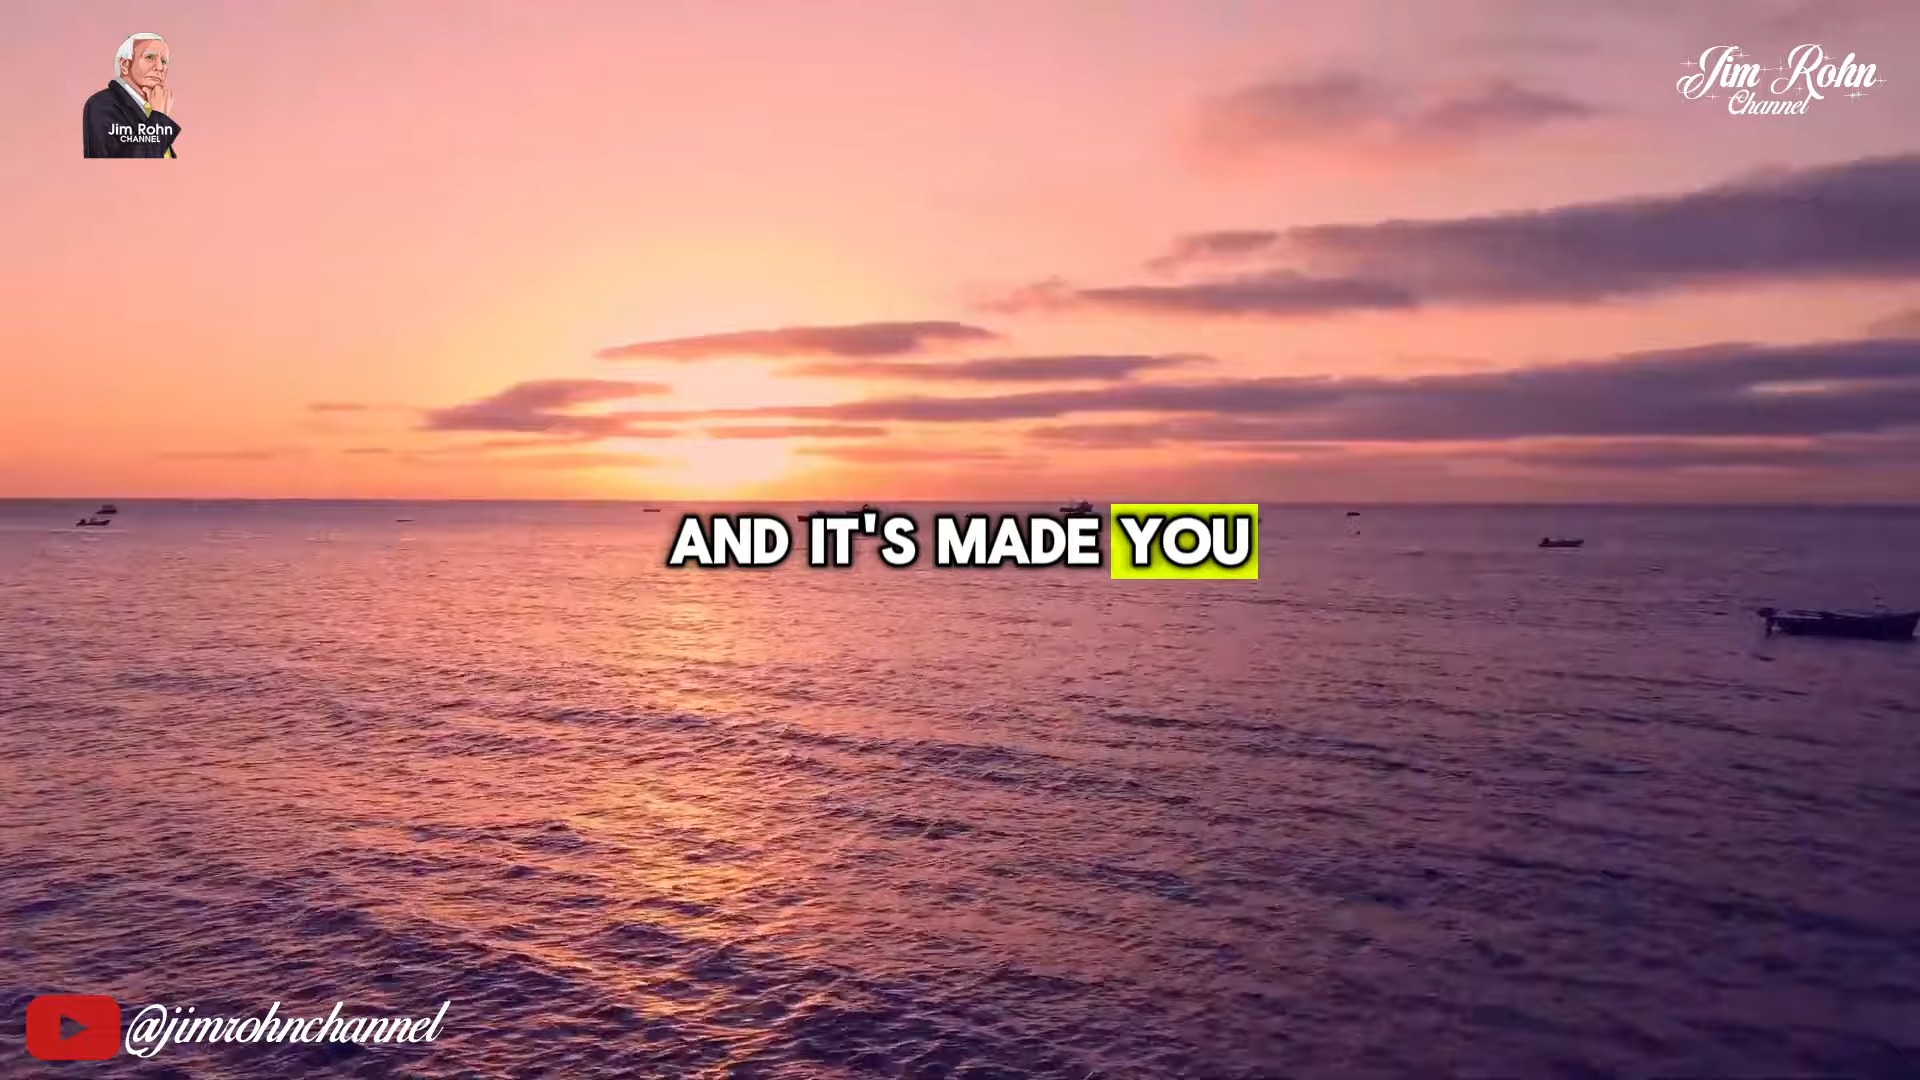 Jim Rohn
CHANNEL
Jim Rohn
Channel
AND IT'S MADE YOU
@jimrohnchannel